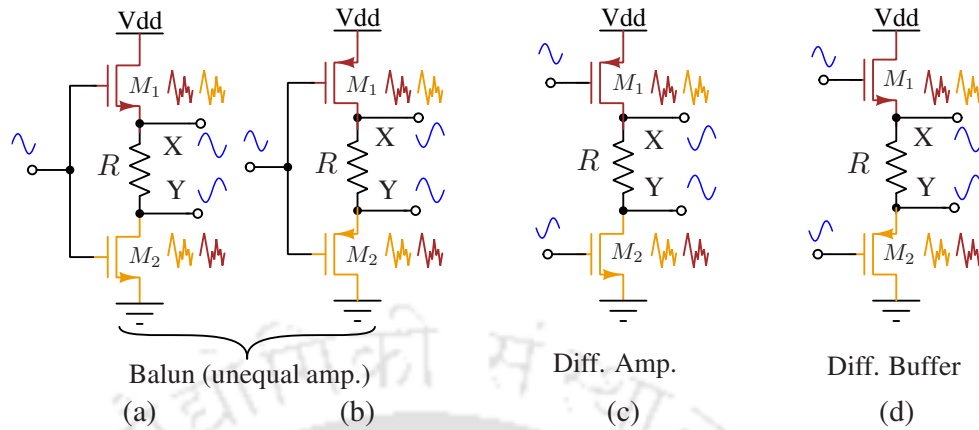 Vdd Vdd Vdd Vdd
M1 M1 M1 M1
X X X X
R R R R
Y Y Y Y
M2 M2 M2 M2
Balun (unequal amp.) Diff. Amp. Diff. Buffer
(a) (b) (c) (d)